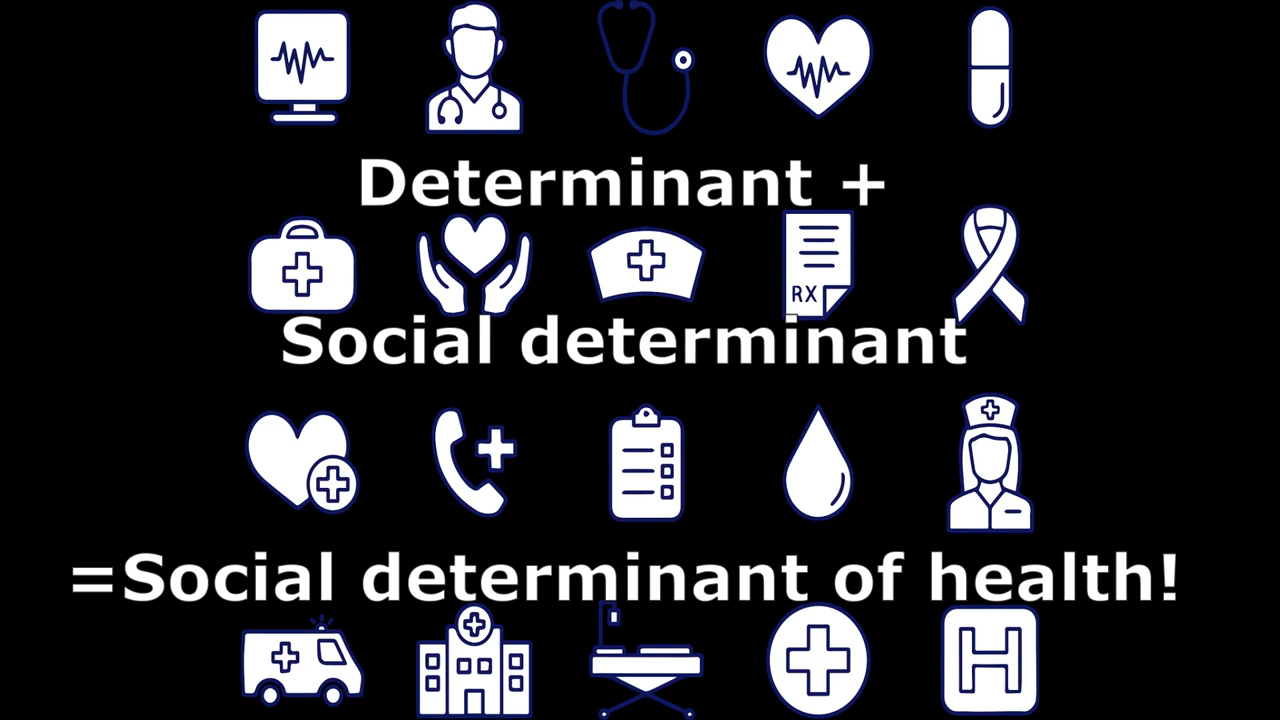 Determinant +
RX
Social determinant
=Social determinant of health!
H